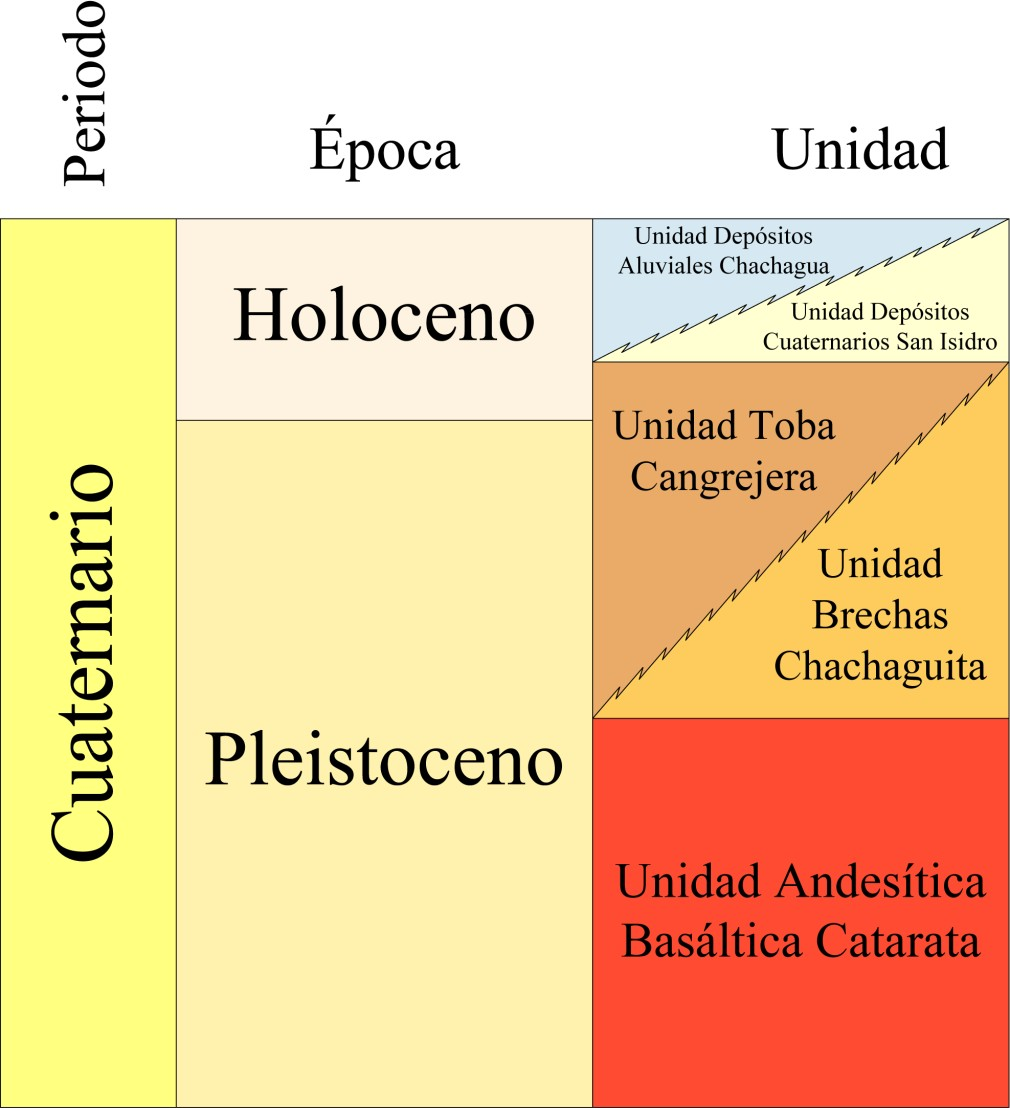 Periodo
Época
Unidad
Cuaternario
Holoceno
Pleistoceno
Unidad Depósitos
Aluviales Chachagua
Unidad Depósitos
Cuaternarios San Isidro
Unidad Toba
Cangrejera
Unidad
Brechas
Chachaguita
Unidad Andesítica
Basáltica Catarata